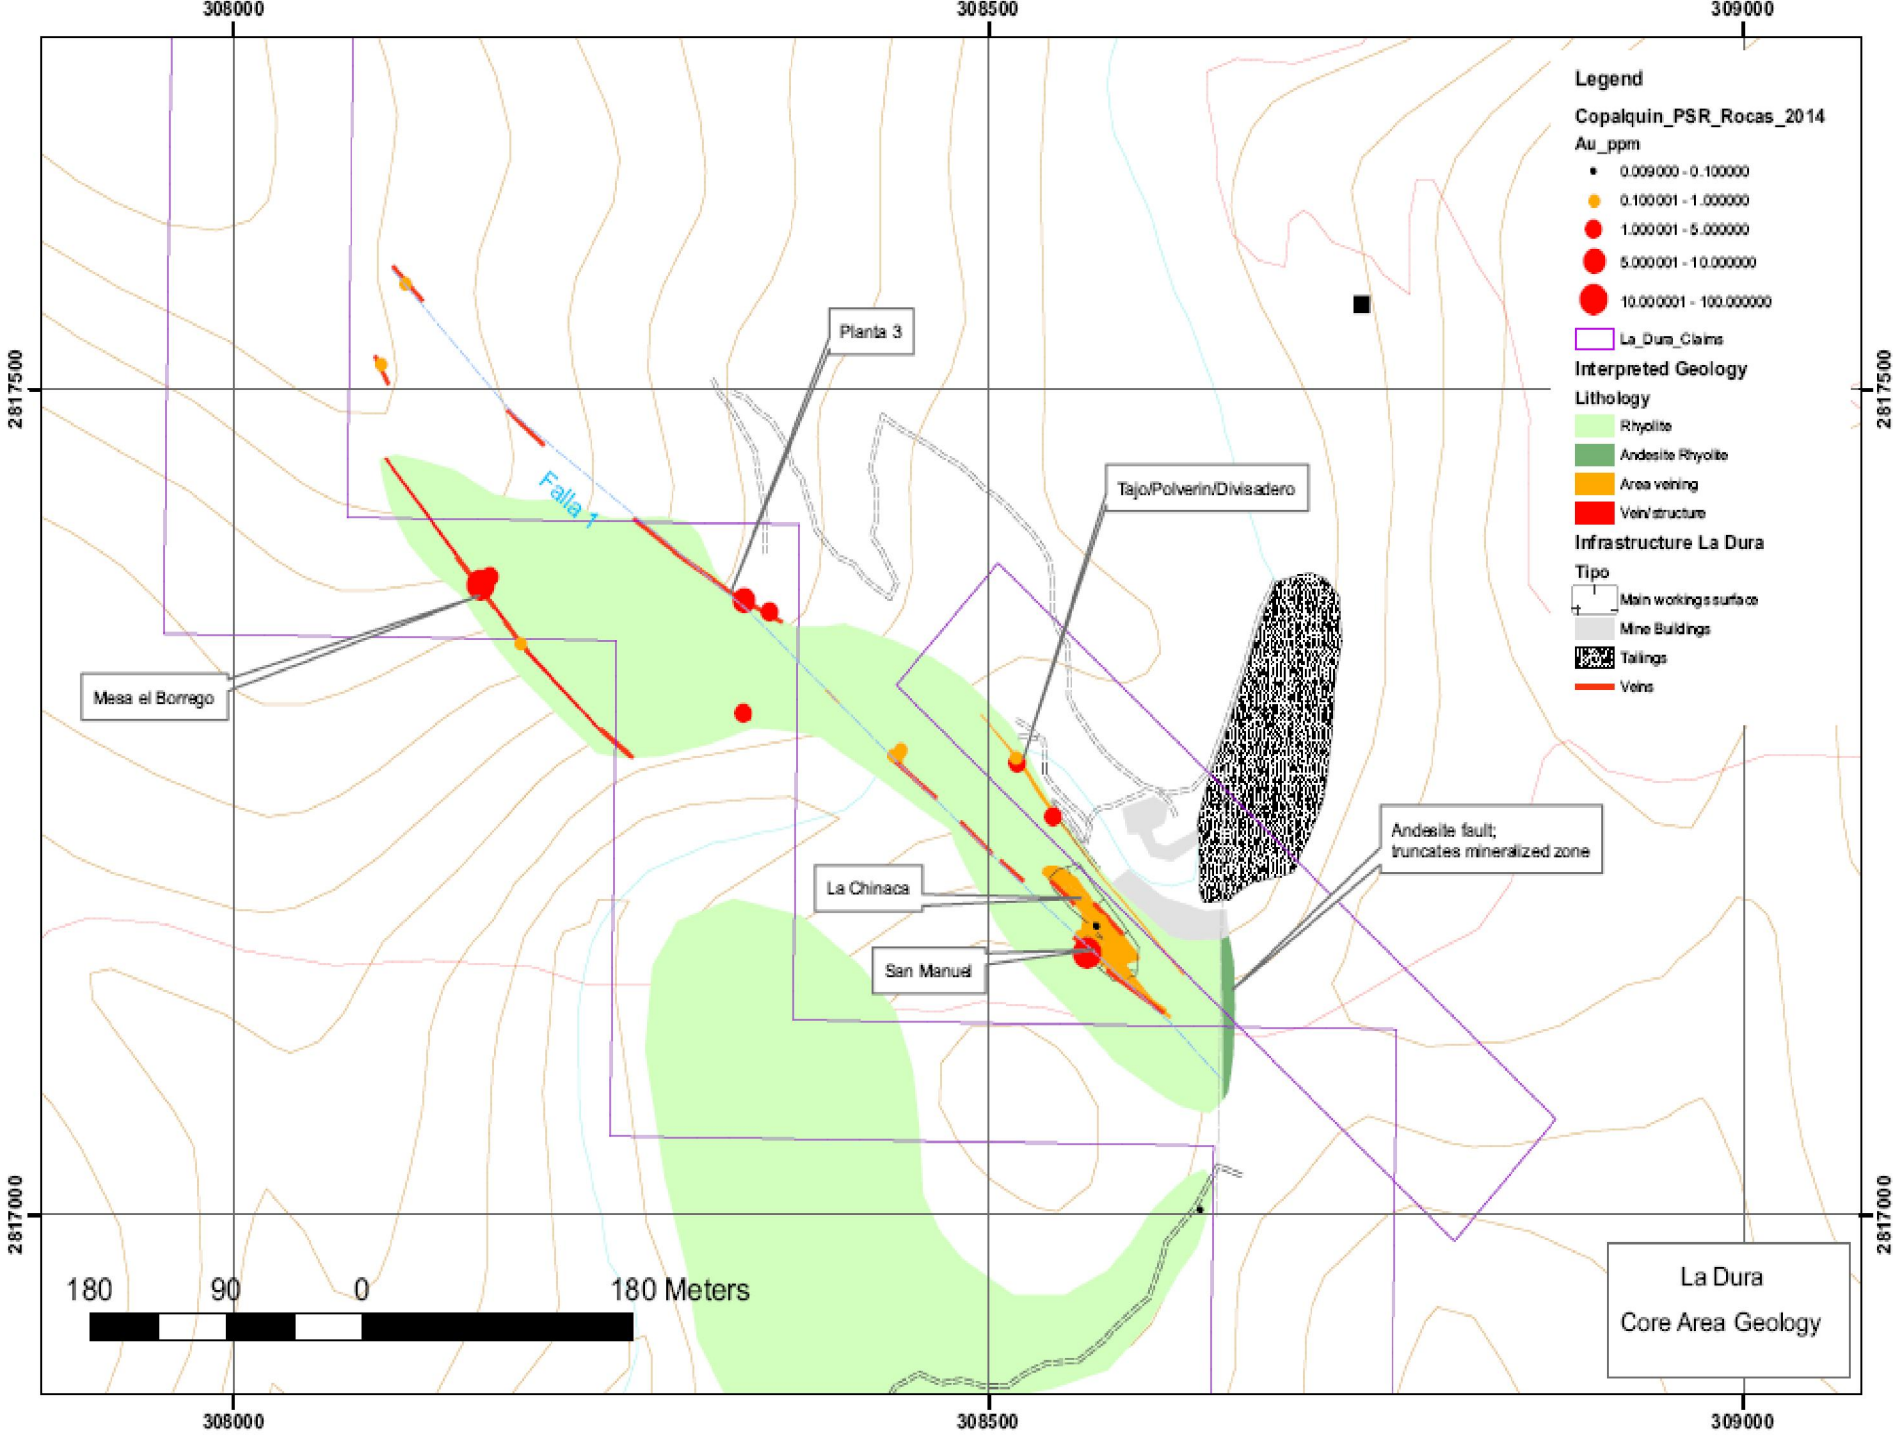 308000
308500
309000
Legend
Copalquin_PSR_Rocas_2014
Au_ppm
0.009000 - 0.100000
0.100001 - 1.000000
1.000001 - 5.000000
5.000001 - 10.000000
10.000001 - 100.000000
La_Dura_Claims
Interpreted Geology
Lithology
Rhyolite
Andesite Rhyolite
Area veining
Vein/structure
Infrastructure La Dura
Tipo
Main workings surface
Mine Buildings
Tailings
Veins
2817500
2817500
Planta 3
Falla 1
Tajo/Polverin/Divisadero
Mesa el Borrego
Andesite fault;
truncates mineralized zone
La Chinaca
San Manuel
2817000
2817000
180 90 0 180 Meters
La Dura
Core Area Geology
308000
308500
309000